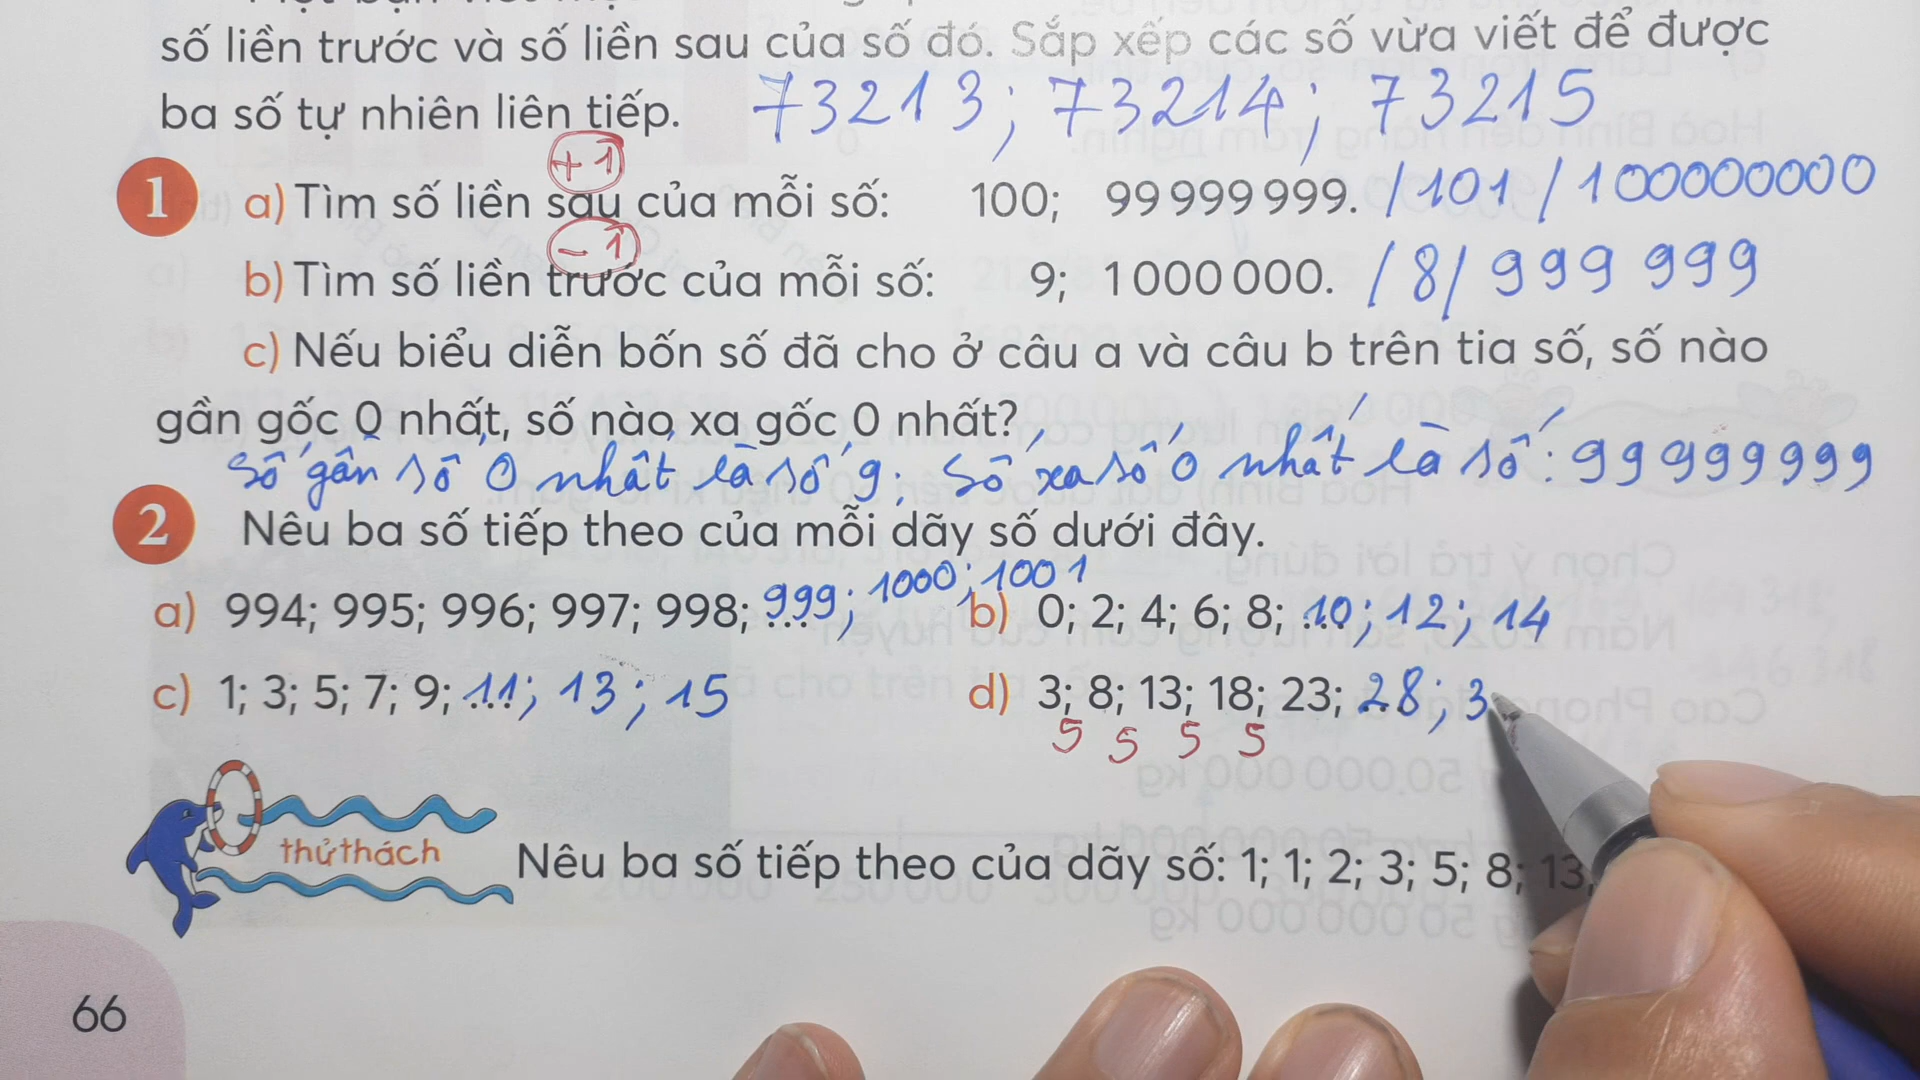 số liền trước và số liền sau của số đó. Sắp xếp các số vừa viết để được
ba số tự nhiên liên tiếp. 73213; 73214; 73215
+1
1 a) Tìm số liền sau của mỗi số: 100; 99 999 999. /101 / 100000000
-1
b) Tìm số liền trước của mỗi số: 9; 1 000 000. /8/ 999 999
c) Nếu biểu diễn bốn số đã cho ở câu a và câu b trên tia số, số nào
gần gốc 0 nhất, số nào xa gốc 0 nhất?
Số gần số 0 nhất là số 9; Số xa số 0 nhất là số: 99 999999
2 Nêu ba số tiếp theo của mỗi dãy số dưới đây.
a) 994; 995; 996; 997; 998; ... 999; 1000; 1001 b) 0; 2; 4; 6; 8; ... 10; 12; 14
c) 1; 3; 5; 7; 9; ... 11; 13; 15 d) 3; 8; 13; 18; 23; 28; 3
5 5 5 5
thử thách Nêu ba số tiếp theo của dãy số: 1; 1; 2; 3; 5; 8; 13;
66